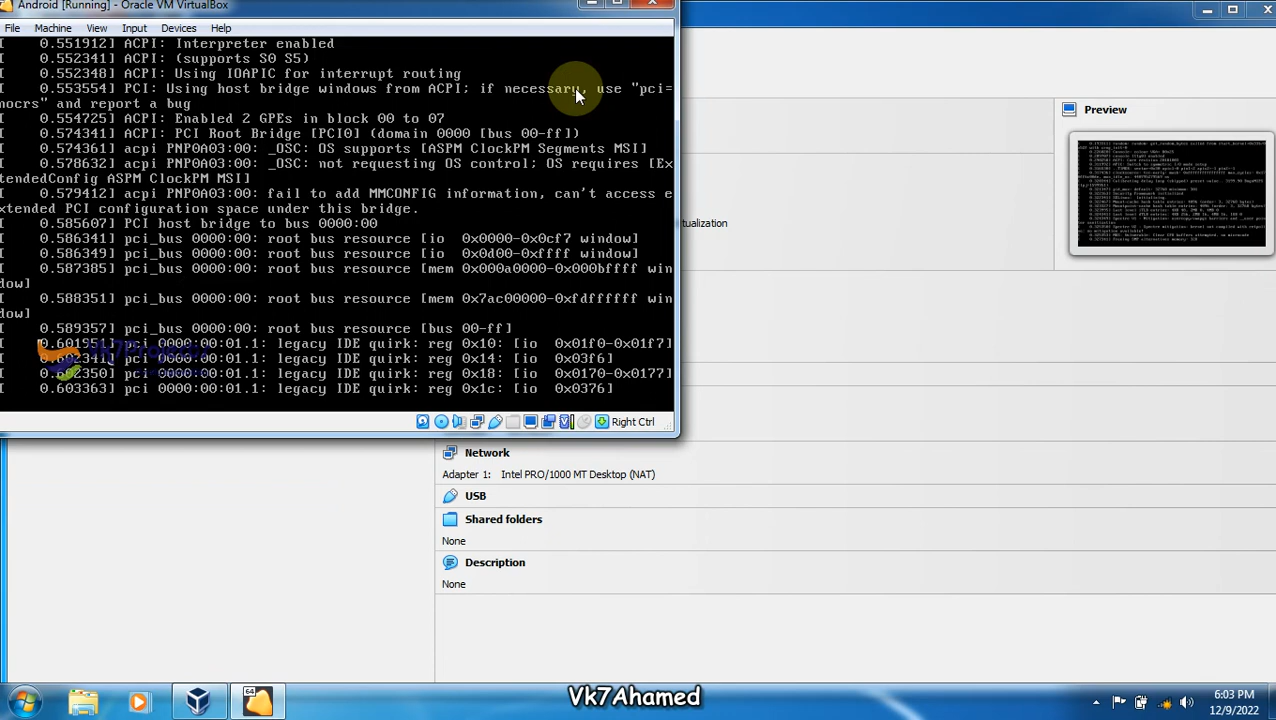 Android [Running] - Oracle VM VirtualBox
File Machine View Input Devices Help
[ 0.551912] ACPI: Interpreter enabled
[ 0.552341] ACPI: (supports S0 S5)
[ 0.552348] ACPI: Using IOAPIC for interrupt routing
[ 0.553554] PCI: Using host bridge windows from ACPI; if necessary, use "pci=
nocrs" and report a bug
[ 0.554725] ACPI: Enabled 2 GPEs in block 00 to 07
[ 0.574341] ACPI: PCI Root Bridge [PCI0] (domain 0000 [bus 00-ff])
[ 0.574361] acpi PNP0A03:00: _OSC: OS supports [ASPM ClockPM Segments MSI]
[ 0.578632] acpi PNP0A03:00: _OSC: not requesting OS control; OS requires [Ex
tendedConfig ASPM ClockPM MSI]
[ 0.579412] acpi PNP0A03:00: fail to add MMCONFIG information, can't access e
xtended PCI configuration space under this bridge.
[ 0.585607] PCI host bridge to bus 0000:00
[ 0.586341] pci_bus 0000:00: root bus resource [io 0x0000-0x0cf7 window]
[ 0.586349] pci_bus 0000:00: root bus resource [io 0x0d00-0xffff window]
[ 0.587385] pci_bus 0000:00: root bus resource [mem 0x000a0000-0x000bffff win
dow]
[ 0.588351] pci_bus 0000:00: root bus resource [mem 0x7ac00000-0xfdffffff win
dow]
[ 0.589357] pci_bus 0000:00: root bus resource [bus 00-ff]
[ 0.601955] pci 0000:00:01.1: legacy IDE quirk: reg 0x10: [io 0x01f0-0x01f7]
[ 0.602341] pci 0000:00:01.1: legacy IDE quirk: reg 0x14: [io 0x03f6]
[ 0.602350] pci 0000:00:01.1: legacy IDE quirk: reg 0x18: [io 0x0170-0x0177]
[ 0.603363] pci 0000:00:01.1: legacy IDE quirk: reg 0x1c: [io 0x0376]
Right Ctrl
Preview
tualization
Network
Adapter 1: Intel PRO/1000 MT Desktop (NAT)
USB
Shared folders
None
Description
None
64
Vk7Ahamed
6:03 PM
12/9/2022